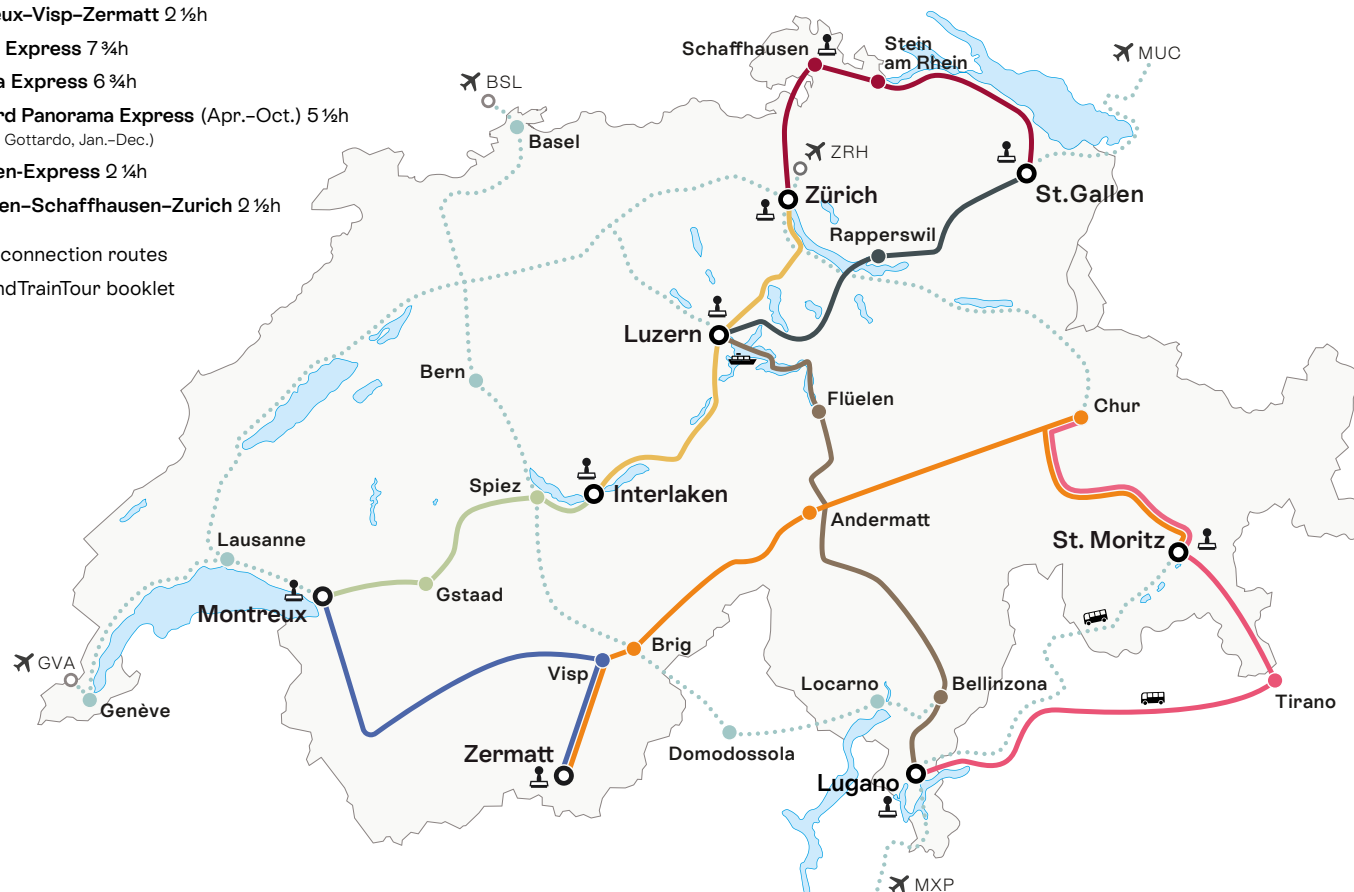 eux–Visp–Zermatt 2 ½h
Express 7 ¾h
a Express 6 ¾h
rd Panorama Express (Apr.–Oct.) 5 ½h
Gottardo, Jan.–Dec.)
en-Express 2 ¼h
en–Schaffhausen–Zurich 2 ½h
connection routes
ndTrainTour booklet
Schaffhausen
Stein
am Rhein
MUC
BSL
Basel
ZRH
Zürich
St.Gallen
Rapperswil
Luzern
Bern
Flüelen
Chur
Spiez
Interlaken
Andermatt
Lausanne
St. Moritz
Gstaad
Montreux
Brig
GVA
Visp
Locarno
Bellinzona
Genève
Tirano
Zermatt
Domodossola
Lugano
MXP